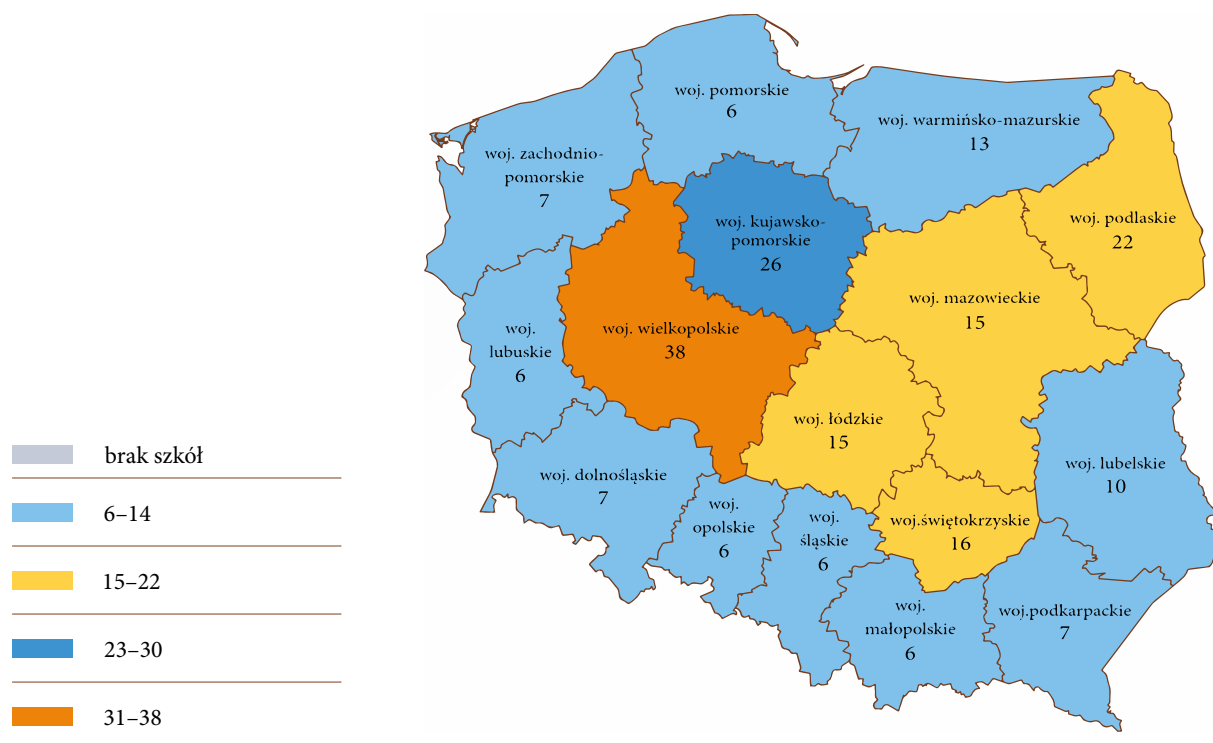 woj. pomorskie
6
woj. warmińsko-mazurskie
13
woj. zachodnio-
pomorskie
7
woj. podlaskie
22
woj. kujawsko-
pomorskie
26
woj. mazowieckie
15
woj. wielkopolskie
38
woj.
lubuskie
6
woj. łódzkie
15
woj. lubelskie
10
woj. dolnośląskie
7
woj.
opolskie
6
woj.
śląskie
6
woj.świętokrzyskie
16
woj.
małopolskie
6
woj.podkarpackie
7
brak szkół
6–14
15–22
23–30
31–38